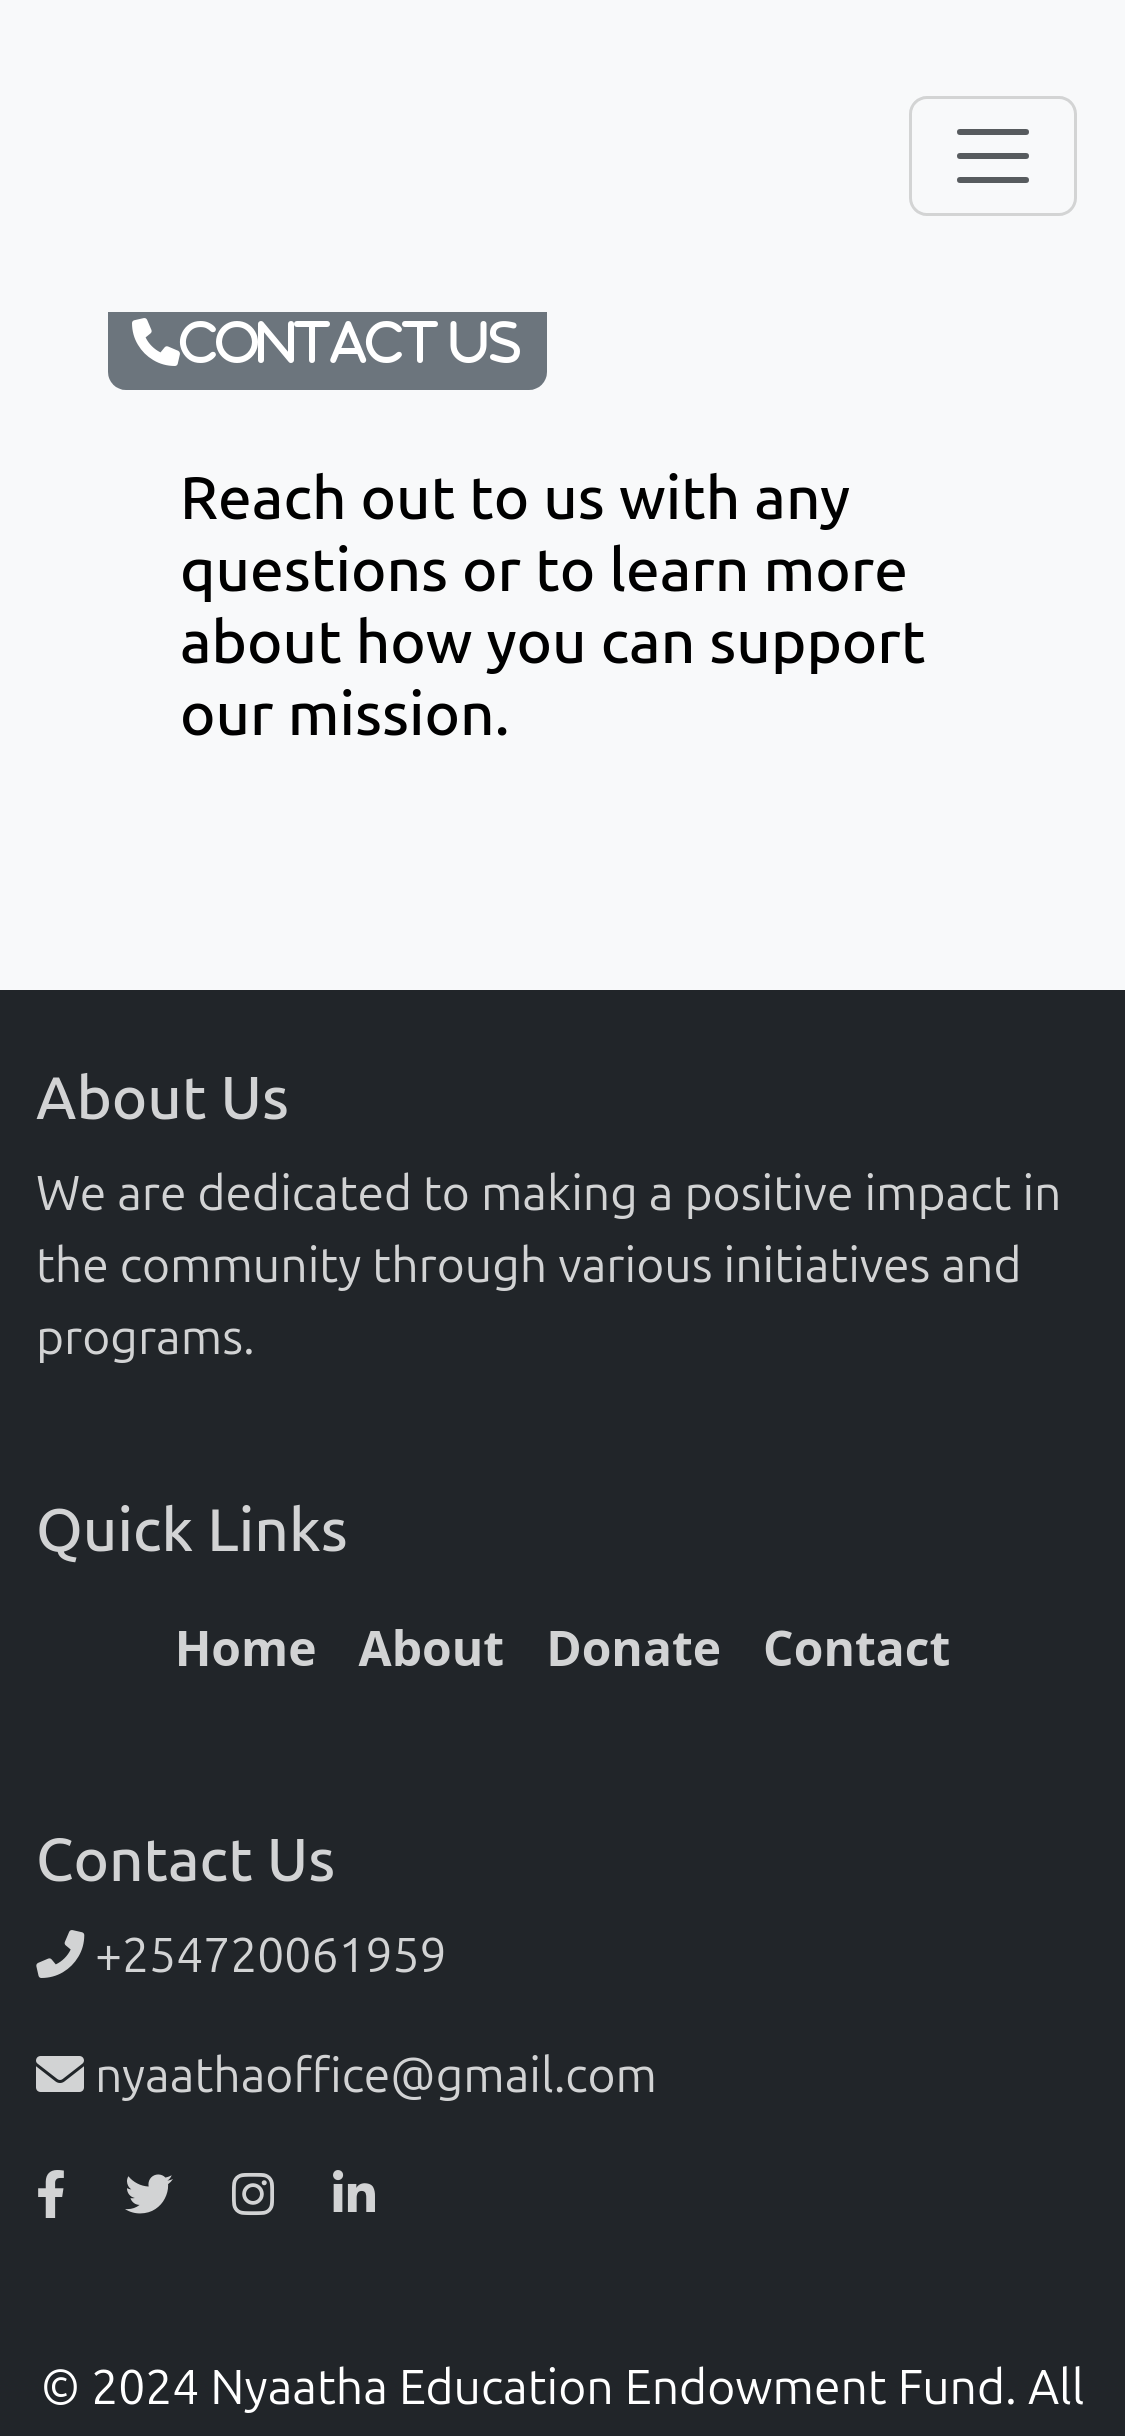 CONTACT US
Reach out to us with any
questions or to learn more
about how you can support
our mission.
About Us
We are dedicated to making a positive impact in
the community through various initiatives and
programs.
Quick Links
Home About Donate Contact
Contact Us
+254720061959
nyaathaoffice@gmail.com
© 2024 Nyaatha Education Endowment Fund. All